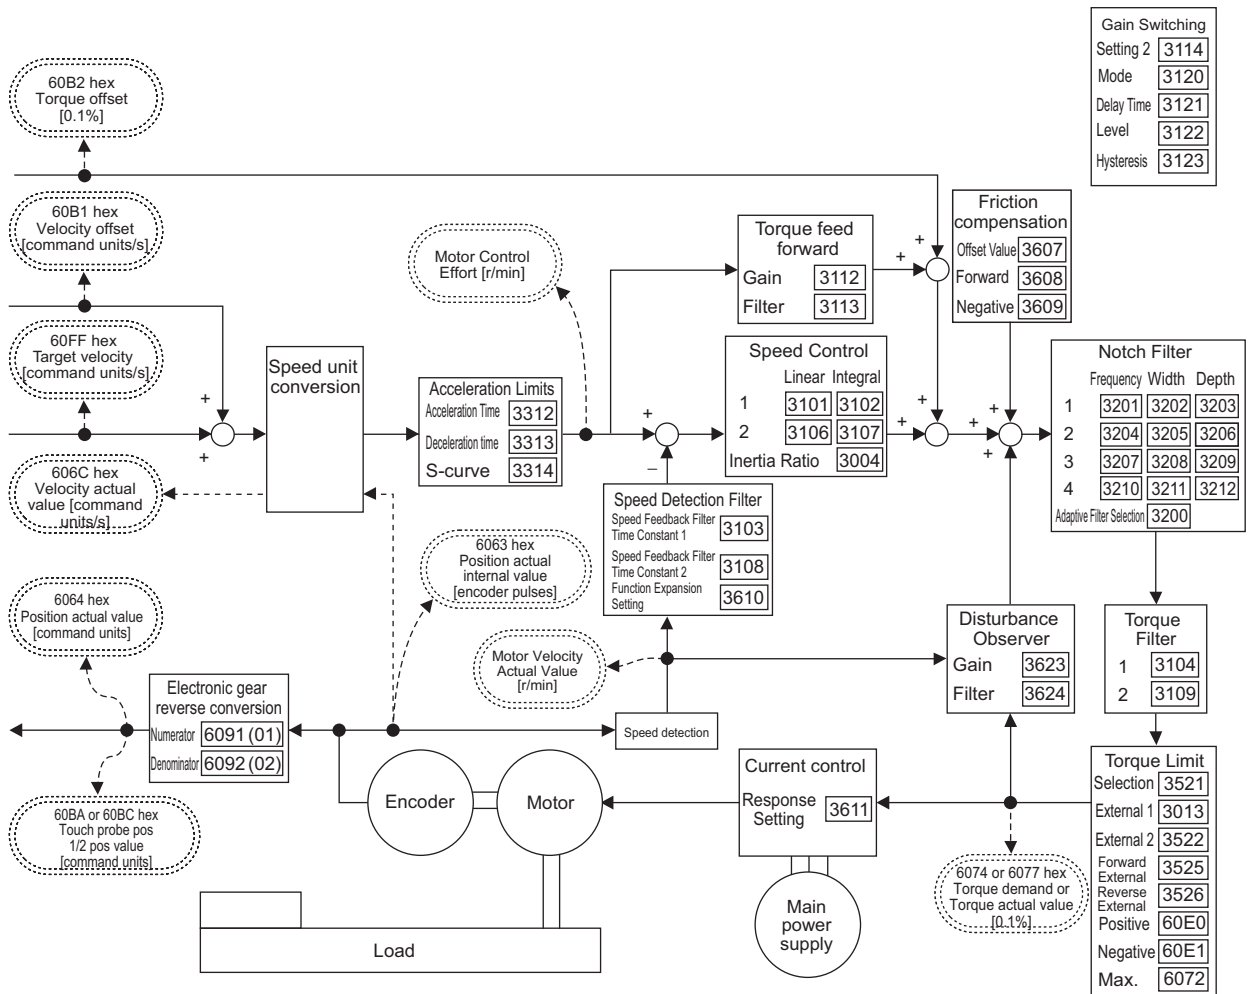 Gain Switching
Setting 2 3114
Mode 3120
Delay Time 3121
Level 3122
Hysteresis 3123
60B2 hex
Torque offset
[0.1%]
60B1 hex
Velocity offset
[command units/s]
60FF hex
Target velocity
[command units/s]
+
+
606C hex
Velocity actual
value [command
units/s]
Speed unit
conversion
Motor Control
Effort [r/min]
Acceleration Limits
Acceleration Time 3312
Deceleration time 3313
S-curve 3314
Torque feed
forward
Gain 3112
Filter 3113
+
+
Friction
compensation
Offset Value 3607
Forward 3608
Negative 3609
+
−
Speed Control
Linear Integral
1 3101 3102
2 3106 3107
Inertia Ratio 3004
+
+
+
+
Notch Filter
Frequency Width Depth
1 3201 3202 3203
2 3204 3205 3206
3 3207 3208 3209
4 3210 3211 3212
Adaptive Filter Selection 3200
Speed Detection Filter
Speed Feedback Filter
Time Constant 1 3103
Speed Feedback Filter
Time Constant 2 3108
Function Expansion
Setting 3610
6063 hex
Position actual
internal value
[encoder pulses]
6064 hex
Position actual value
[command units]
Motor Velocity
Actual Value
[r/min]
Disturbance
Observer
Gain 3623
Filter 3624
Torque
Filter
1 3104
2 3109
Electronic gear
reverse conversion
Numerator 6091 (01)
Denominator 6092 (02)
Speed detection
60BA or 60BC hex
Touch probe pos
1/2 pos value
[command units]
Encoder
Motor
Current control
Response
Setting 3611
Torque Limit
Selection 3521
External 1 3013
External 2 3522
Forward
External 3525
Reverse
External 3526
Positive 60E0
Negative 60E1
Max. 6072
6074 or 6077 hex
Torque demand or
Torque actual value
[0.1%]
Main
power
supply
Load